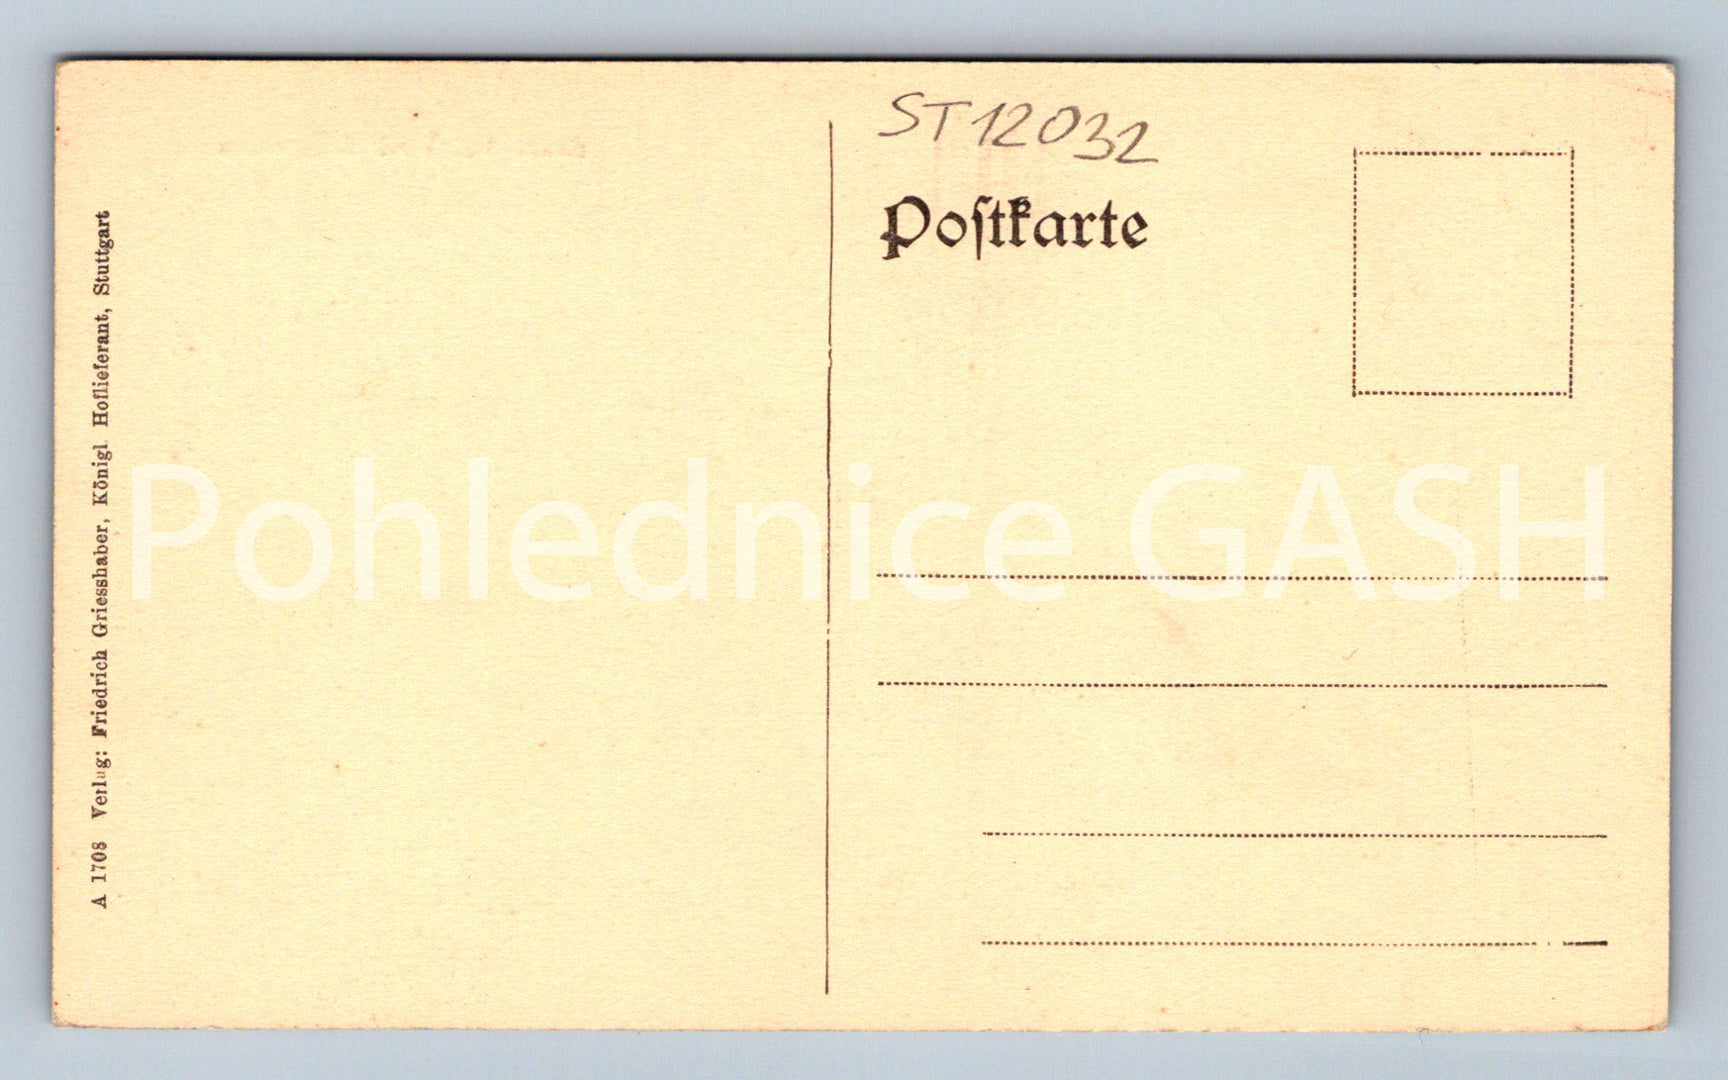 ST12032
Poſtkarte
A 1708 Verlag: Friedrich Griesshaber, Königl Hoflieferant, Stuttgart
Pohlednice GASH